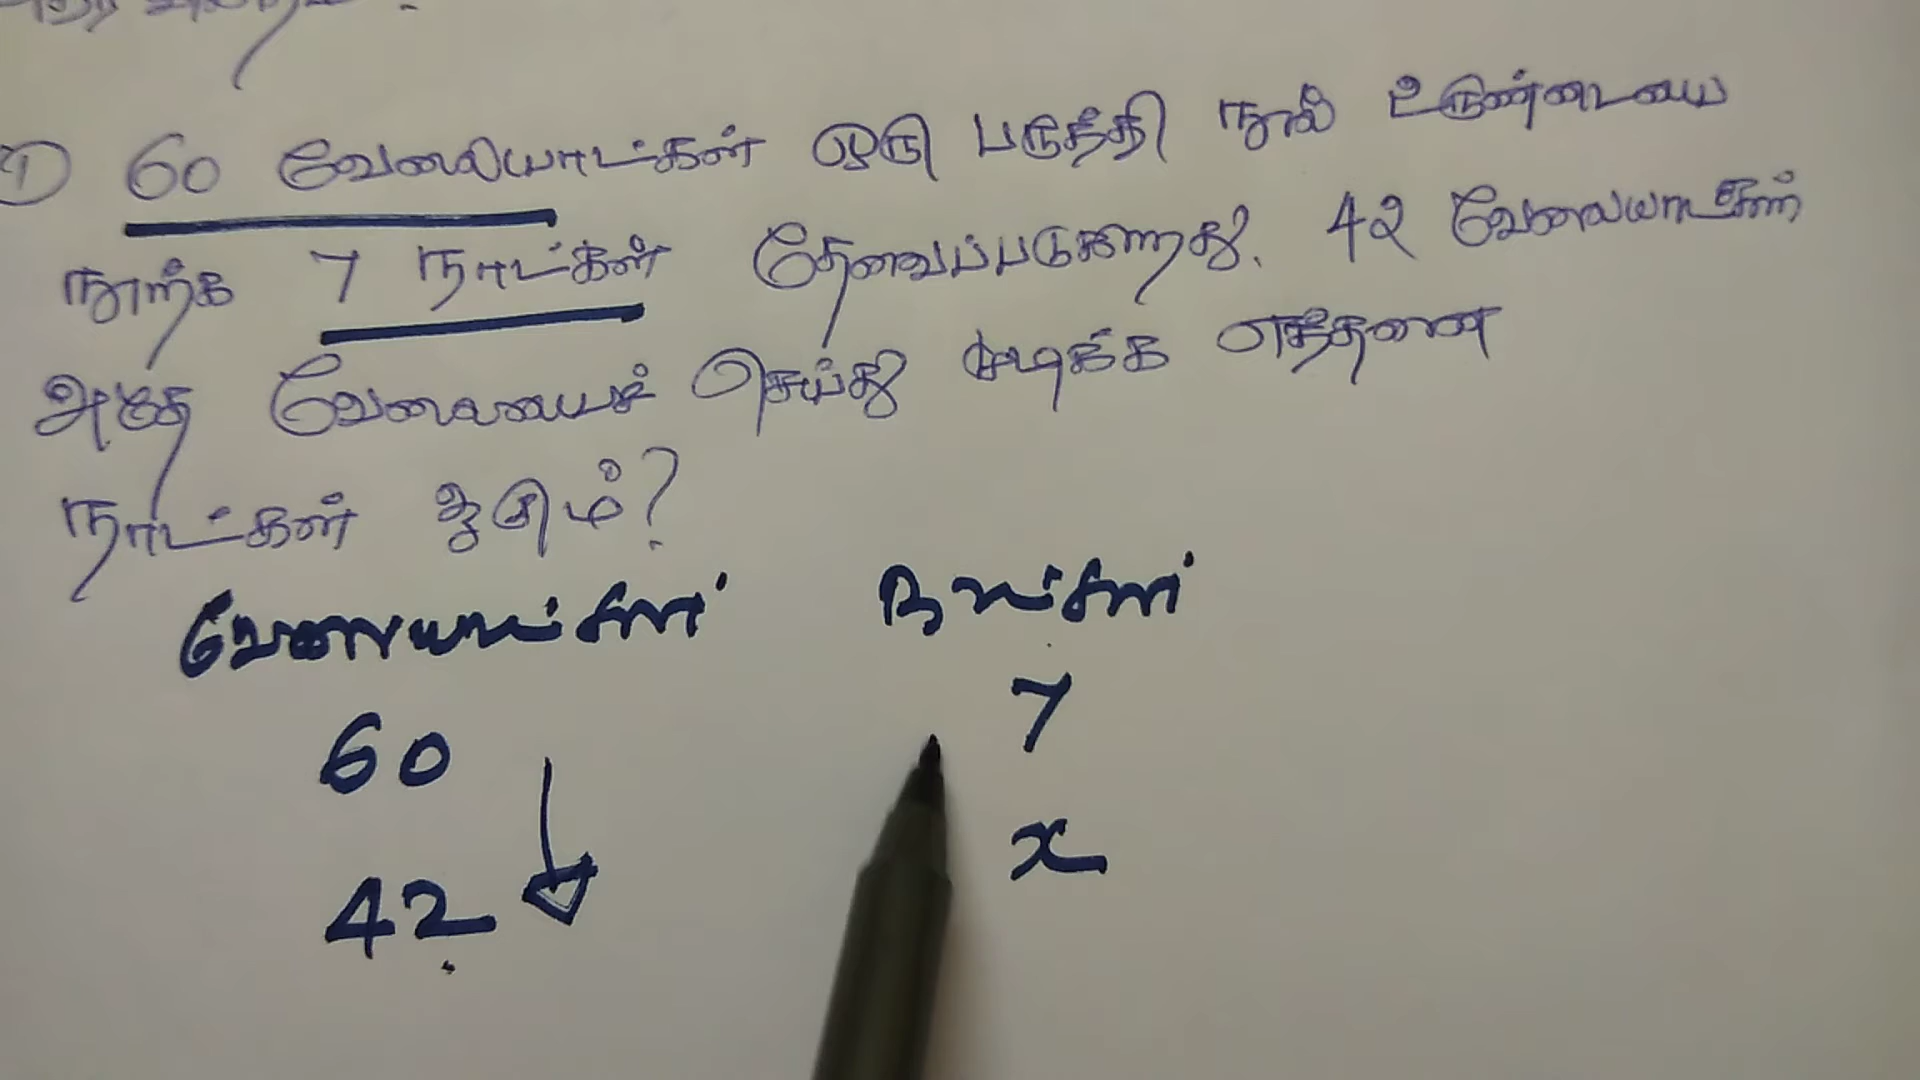 1) 60 வேலையாட்கள் ஒரு பருத்தி நூல் உருண்டையை
நூற்க 7 நாட்கள் தேவைப்படுகிறது. 42 வேலையாட்கள்
அதே வேலையைச் செய்து முடிக்க எத்தனை
நாட்கள் ஆகும்?
வேலையாட்கள் நாட்கள்
60 7
42 x